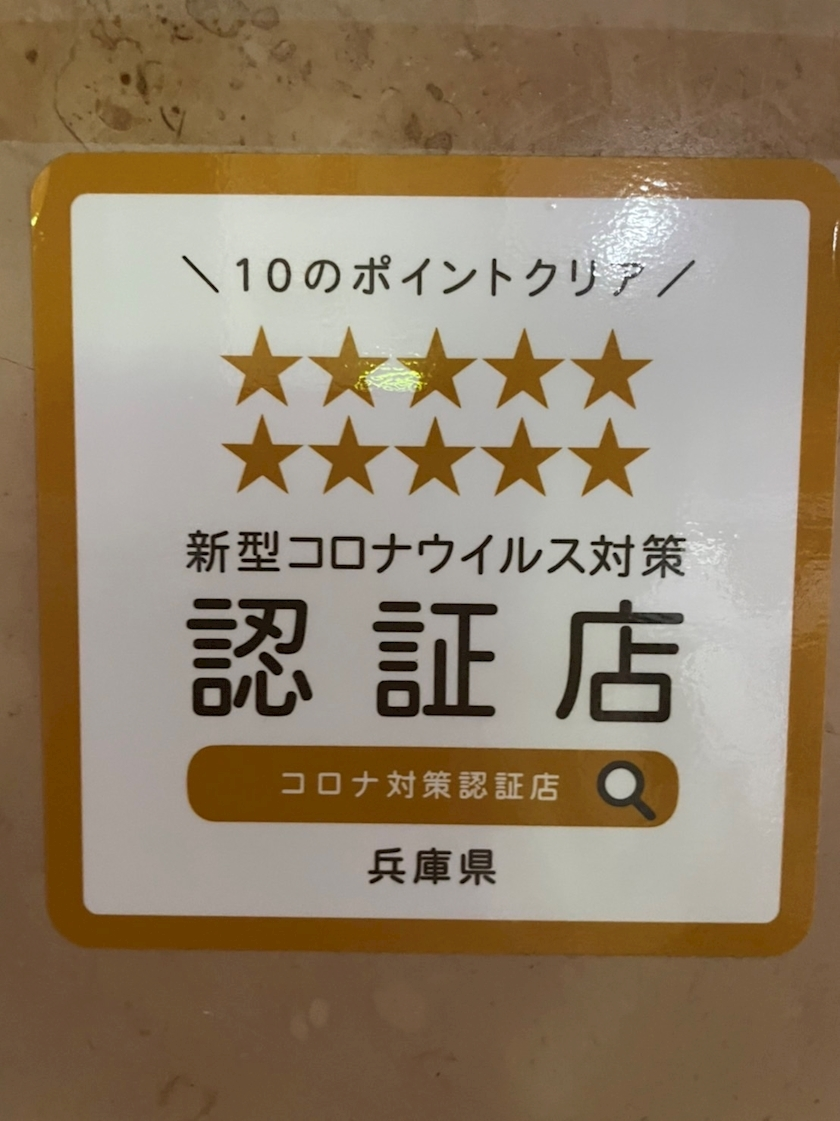 ＼10のポイントクリア／
★★★★★
★★★★★
新型コロナウイルス対策
認証店
コロナ対策認証店
兵庫県